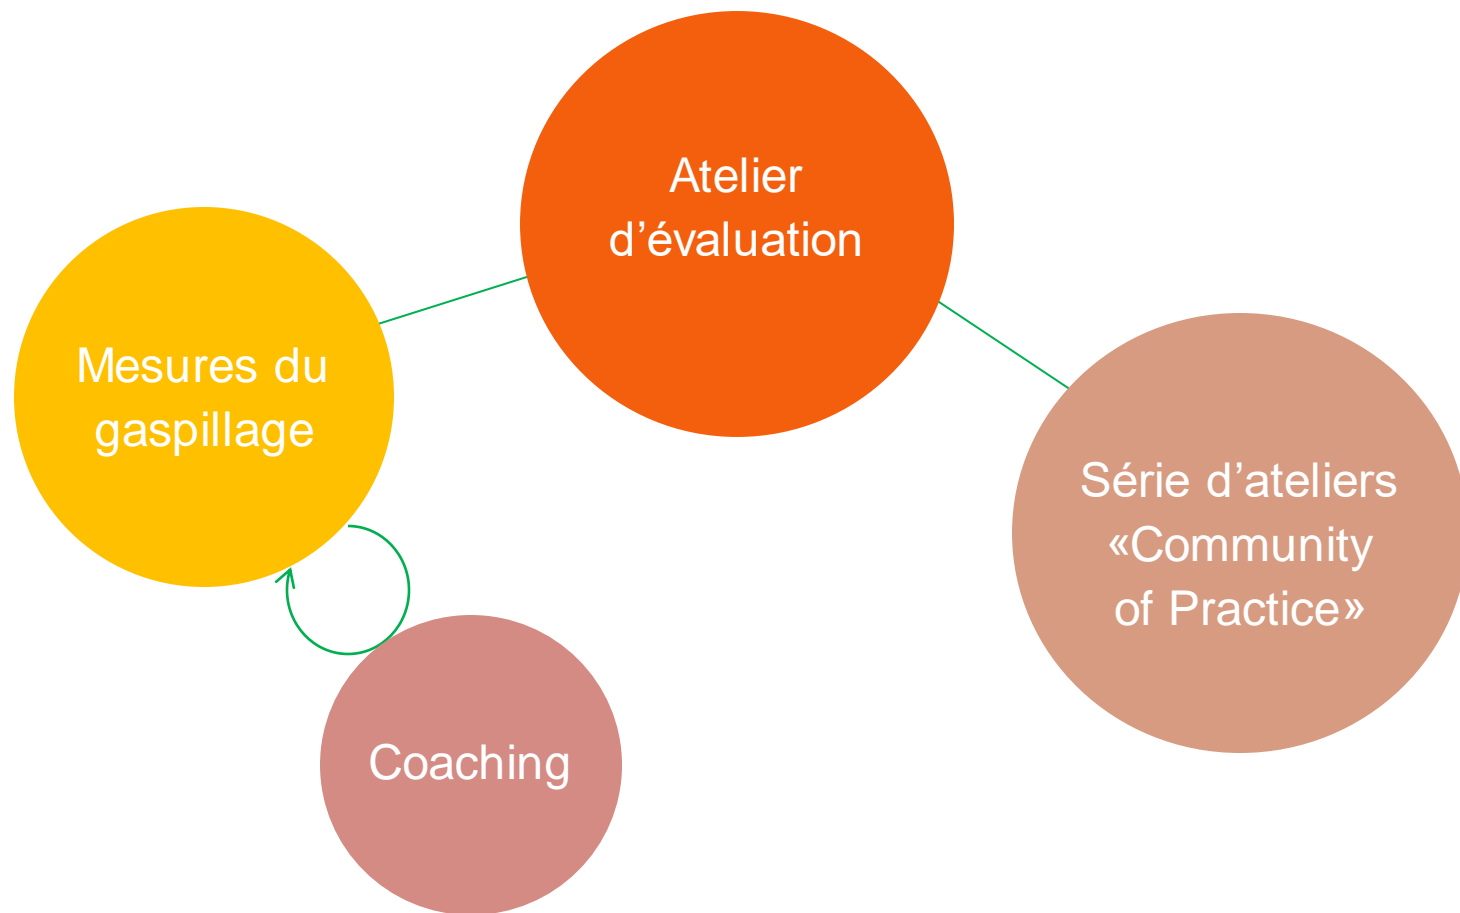 Atelier
d’évaluation
Mesures du
gaspillage
Série d’ateliers
«Community
of Practice»
Coaching